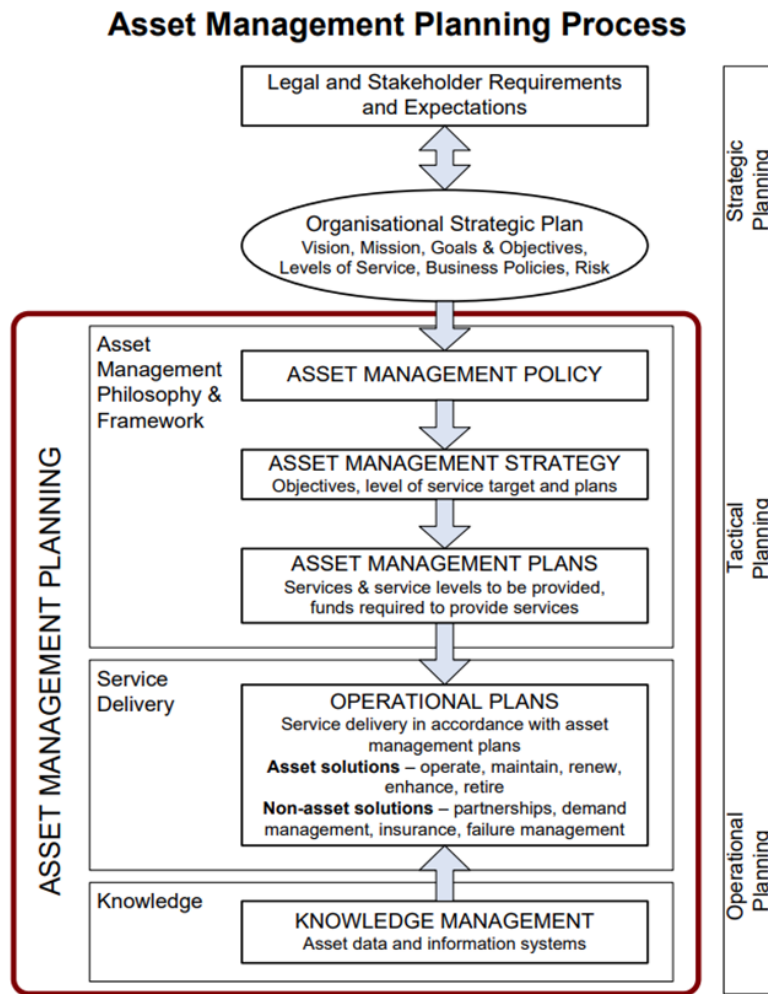 Asset Management Planning Process
Legal and Stakeholder Requirements
and Expectations
Organisational Strategic Plan
Vision, Mission, Goals & Objectives,
Levels of Service, Business Policies, Risk
Asset
Management
Philosophy &
Framework
ASSET MANAGEMENT POLICY
ASSET MANAGEMENT STRATEGY
Objectives, level of service target and plans
ASSET MANAGEMENT PLANS
Services & service levels to be provided,
funds required to provide services
Service
Delivery
OPERATIONAL PLANS
Service delivery in accordance with asset
management plans
Asset solutions – operate, maintain, renew,
enhance, retire
Non-asset solutions – partnerships, demand
management, insurance, failure management
Knowledge
KNOWLEDGE MANAGEMENT
Asset data and information systems
ASSET MANAGEMENT PLANNING
Strategic
Planning
Tactical
Planning
Operational
Planning